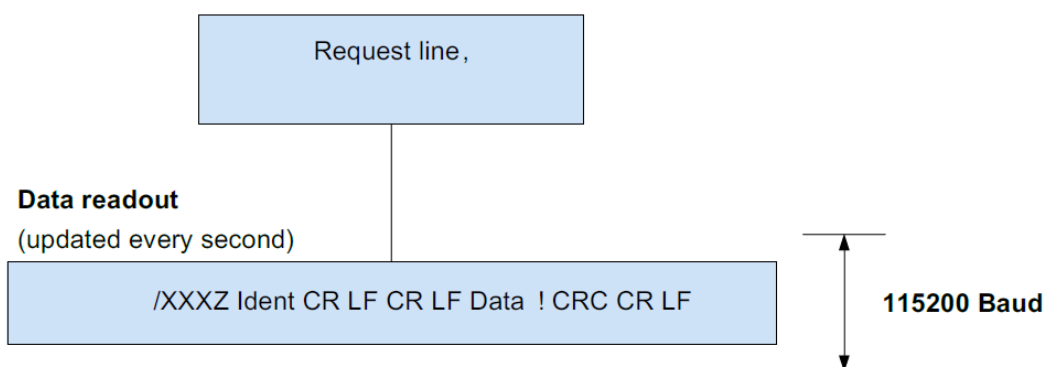 Request line,
Data readout
(updated every second)
/XXXZ Ident CR LF CR LF Data ! CRC CR LF
115200 Baud